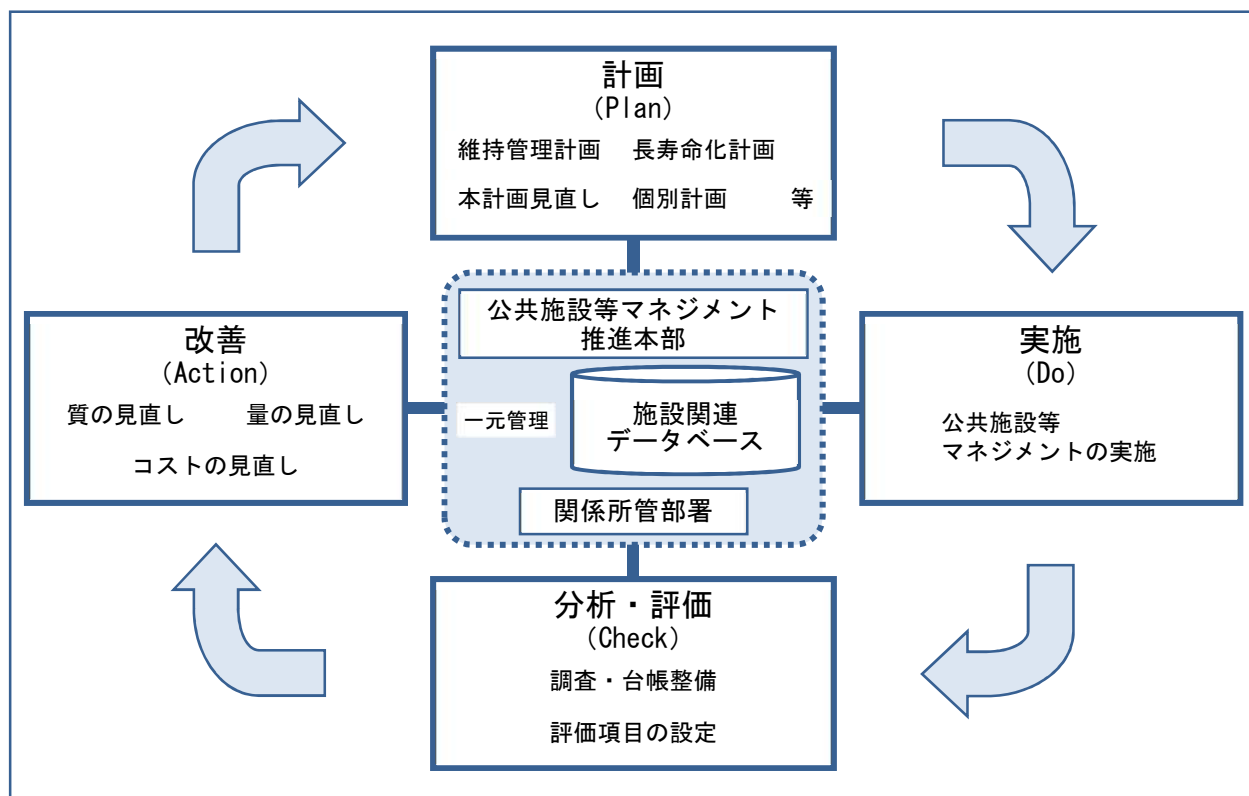 計画
(Plan)
維持管理計画 長寿命化計画
本計画見直し 個別計画 等
公共施設等マネジメント
推進本部
一元管理
施設関連
データベース
関係所管部署
改善
(Action)
質の見直し 量の見直し
コストの見直し
実施
(Do)
公共施設等
マネジメントの実施
分析・評価
(Check)
調査・台帳整備
評価項目の設定